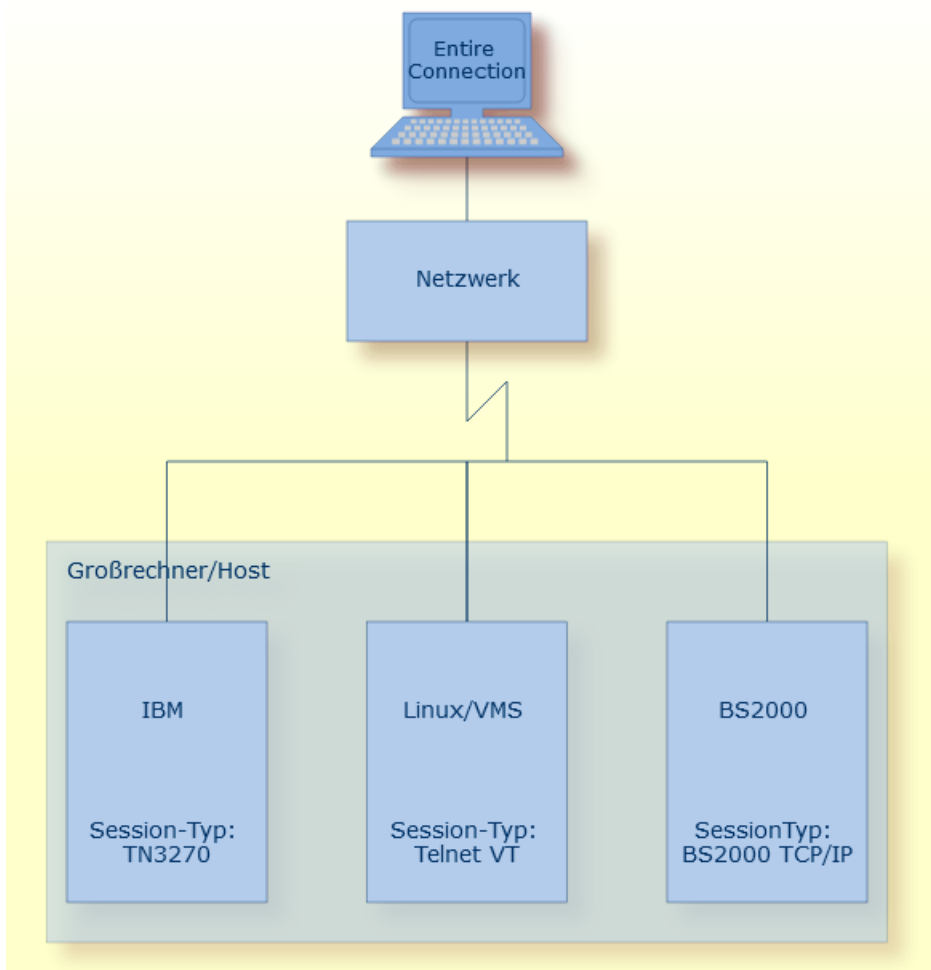 Entire
Connection
Netzwerk
Großrechner/Host
IBM
Session-Typ:
TN3270
Linux/VMS
Session-Typ:
Telnet VT
BS2000
SessionTyp:
BS2000 TCP/IP